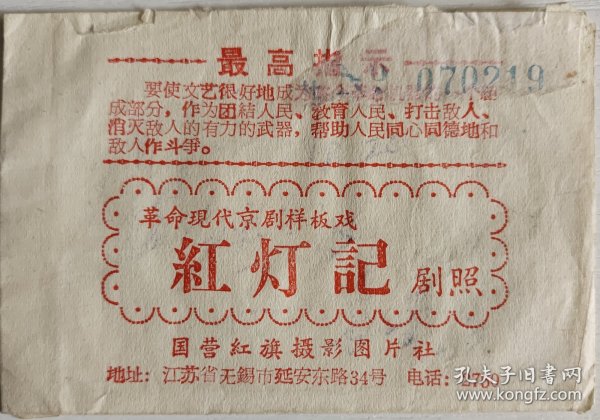 最高指示
070219
要使文艺很好地成为
成部分，作为团結人民、教育人民、打击敌人、
消灭敌人的有力的武器，帮助人民同心同德地和
敌人作斗爭。
革命现代京剧样板戏
紅灯記 剧照
国营紅旗摄影图片社
地址：江苏省无錫市延安东路34号 电话：
孔夫子旧书网
www.kongfz.com